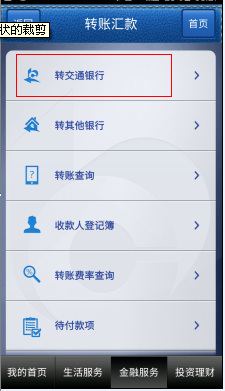 转账汇款
首页
状的裁剪
转交通银行
转其他银行
转账查询
收款人登记簿
转账费率查询
待付款项
我的首页 生活服务 金融服务 投资理财